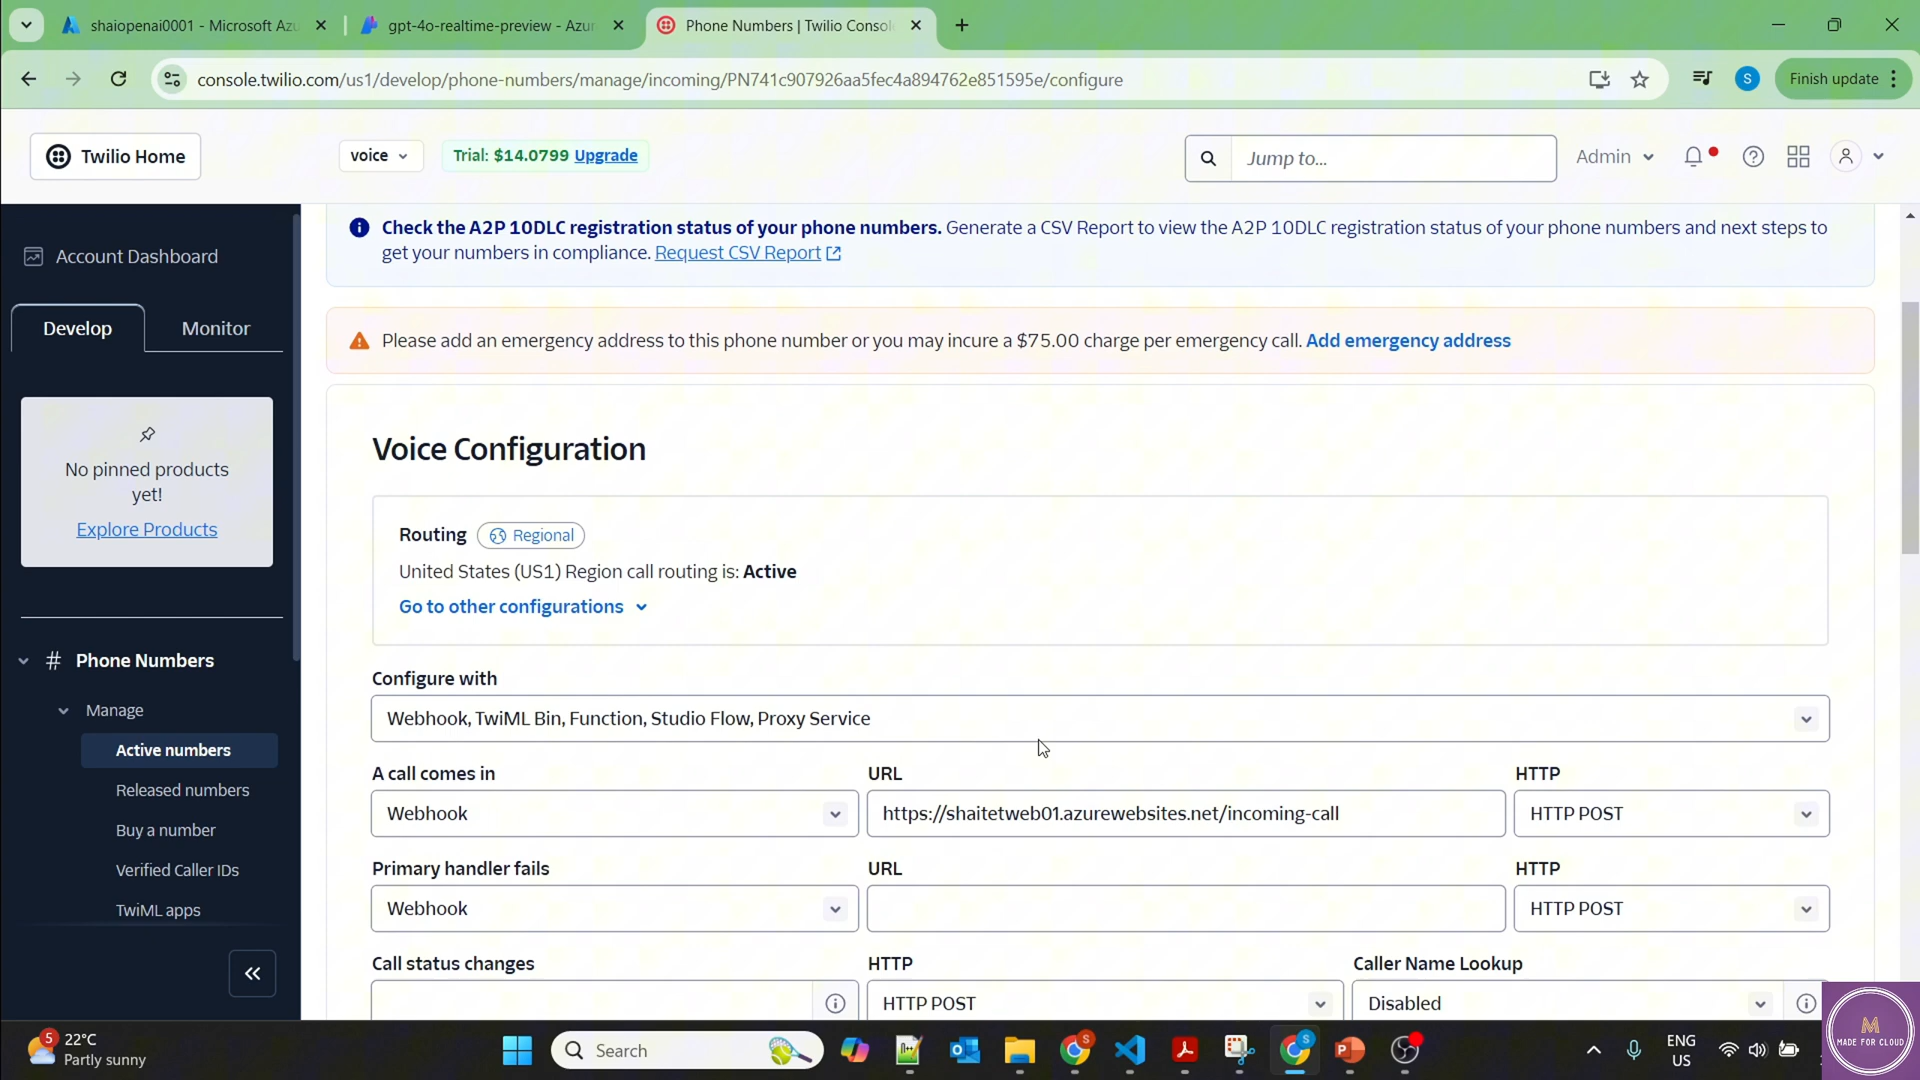 shaiopenai0001 - Microsoft Azu
gpt-4o-realtime-preview - Azur
Phone Numbers | Twilio Consol
console.twilio.com/us1/develop/phone-numbers/manage/incoming/PN741c907926aa5fec4a894762e851595e/configure
S
Finish update
Twilio Home
voice
Trial: $14.0799 Upgrade
Jump to...
Admin
Account Dashboard
Develop
Monitor
No pinned products
yet!
Explore Products
# Phone Numbers
Manage
Active numbers
Released numbers
Buy a number
Verified Caller IDs
TwiML apps
Check the A2P 10DLC registration status of your phone numbers. Generate a CSV Report to view the A2P 10DLC registration status of your phone numbers and next steps to
get your numbers in compliance. Request CSV Report
Please add an emergency address to this phone number or you may incure a $75.00 charge per emergency call. Add emergency address
Voice Configuration
Routing Regional
United States (US1) Region call routing is: Active
Go to other configurations
Configure with
Webhook, TwiML Bin, Function, Studio Flow, Proxy Service
A call comes in URL HTTP
Webhook https://shaitetweb01.azurewebsites.net/incoming-call HTTP POST
Primary handler fails URL HTTP
Webhook HTTP POST
Call status changes HTTP Caller Name Lookup
HTTP POST Disabled
5
22°C
Partly sunny
Search
ENG
US
M
MADE FOR CLOUD